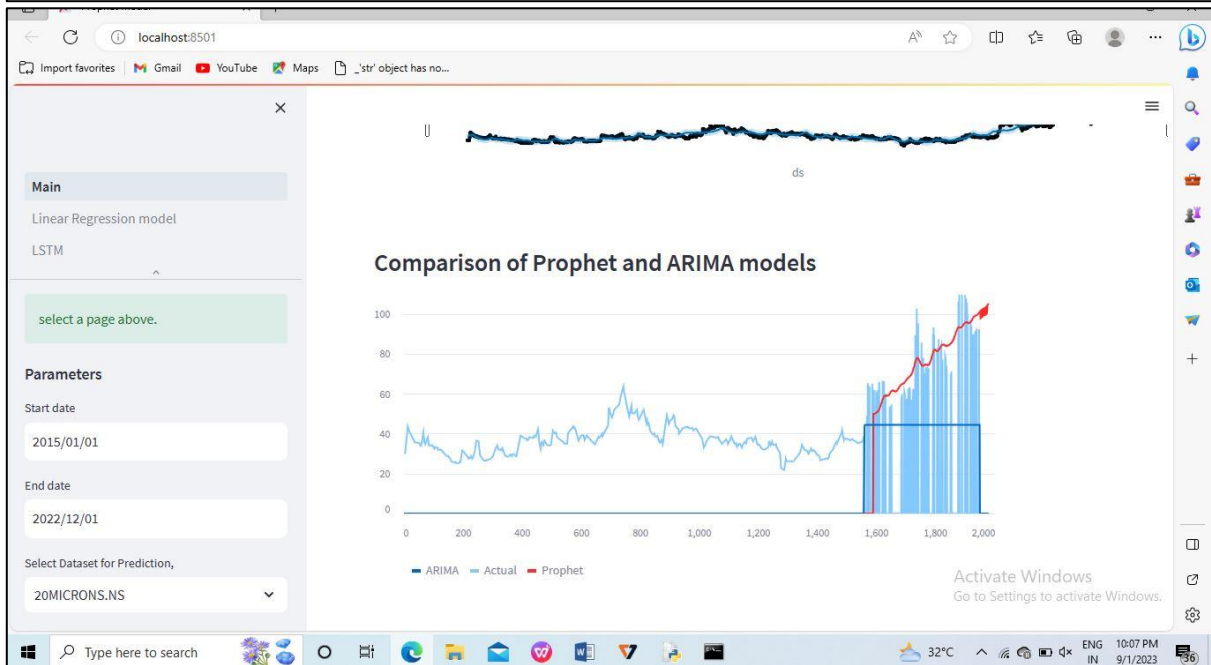 localhost:8501
Import favorites Gmail YouTube Maps _'str' object has no...
Main
Linear Regression model
LSTM
select a page above.
Parameters
Start date
2015/01/01
End date
2022/12/01
Select Dataset for Prediction,
20MICRONS.NS
ds
Comparison of Prophet and ARIMA models
100
80
60
40
20
0
0 200 400 600 800 1,000 1,200 1,400 1,600 1,800 2,000
ARIMA Actual Prophet
Activate Windows
Go to Settings to activate Windows.
Type here to search
32°C
ENG
IN
10:07 PM
9/1/2023
36